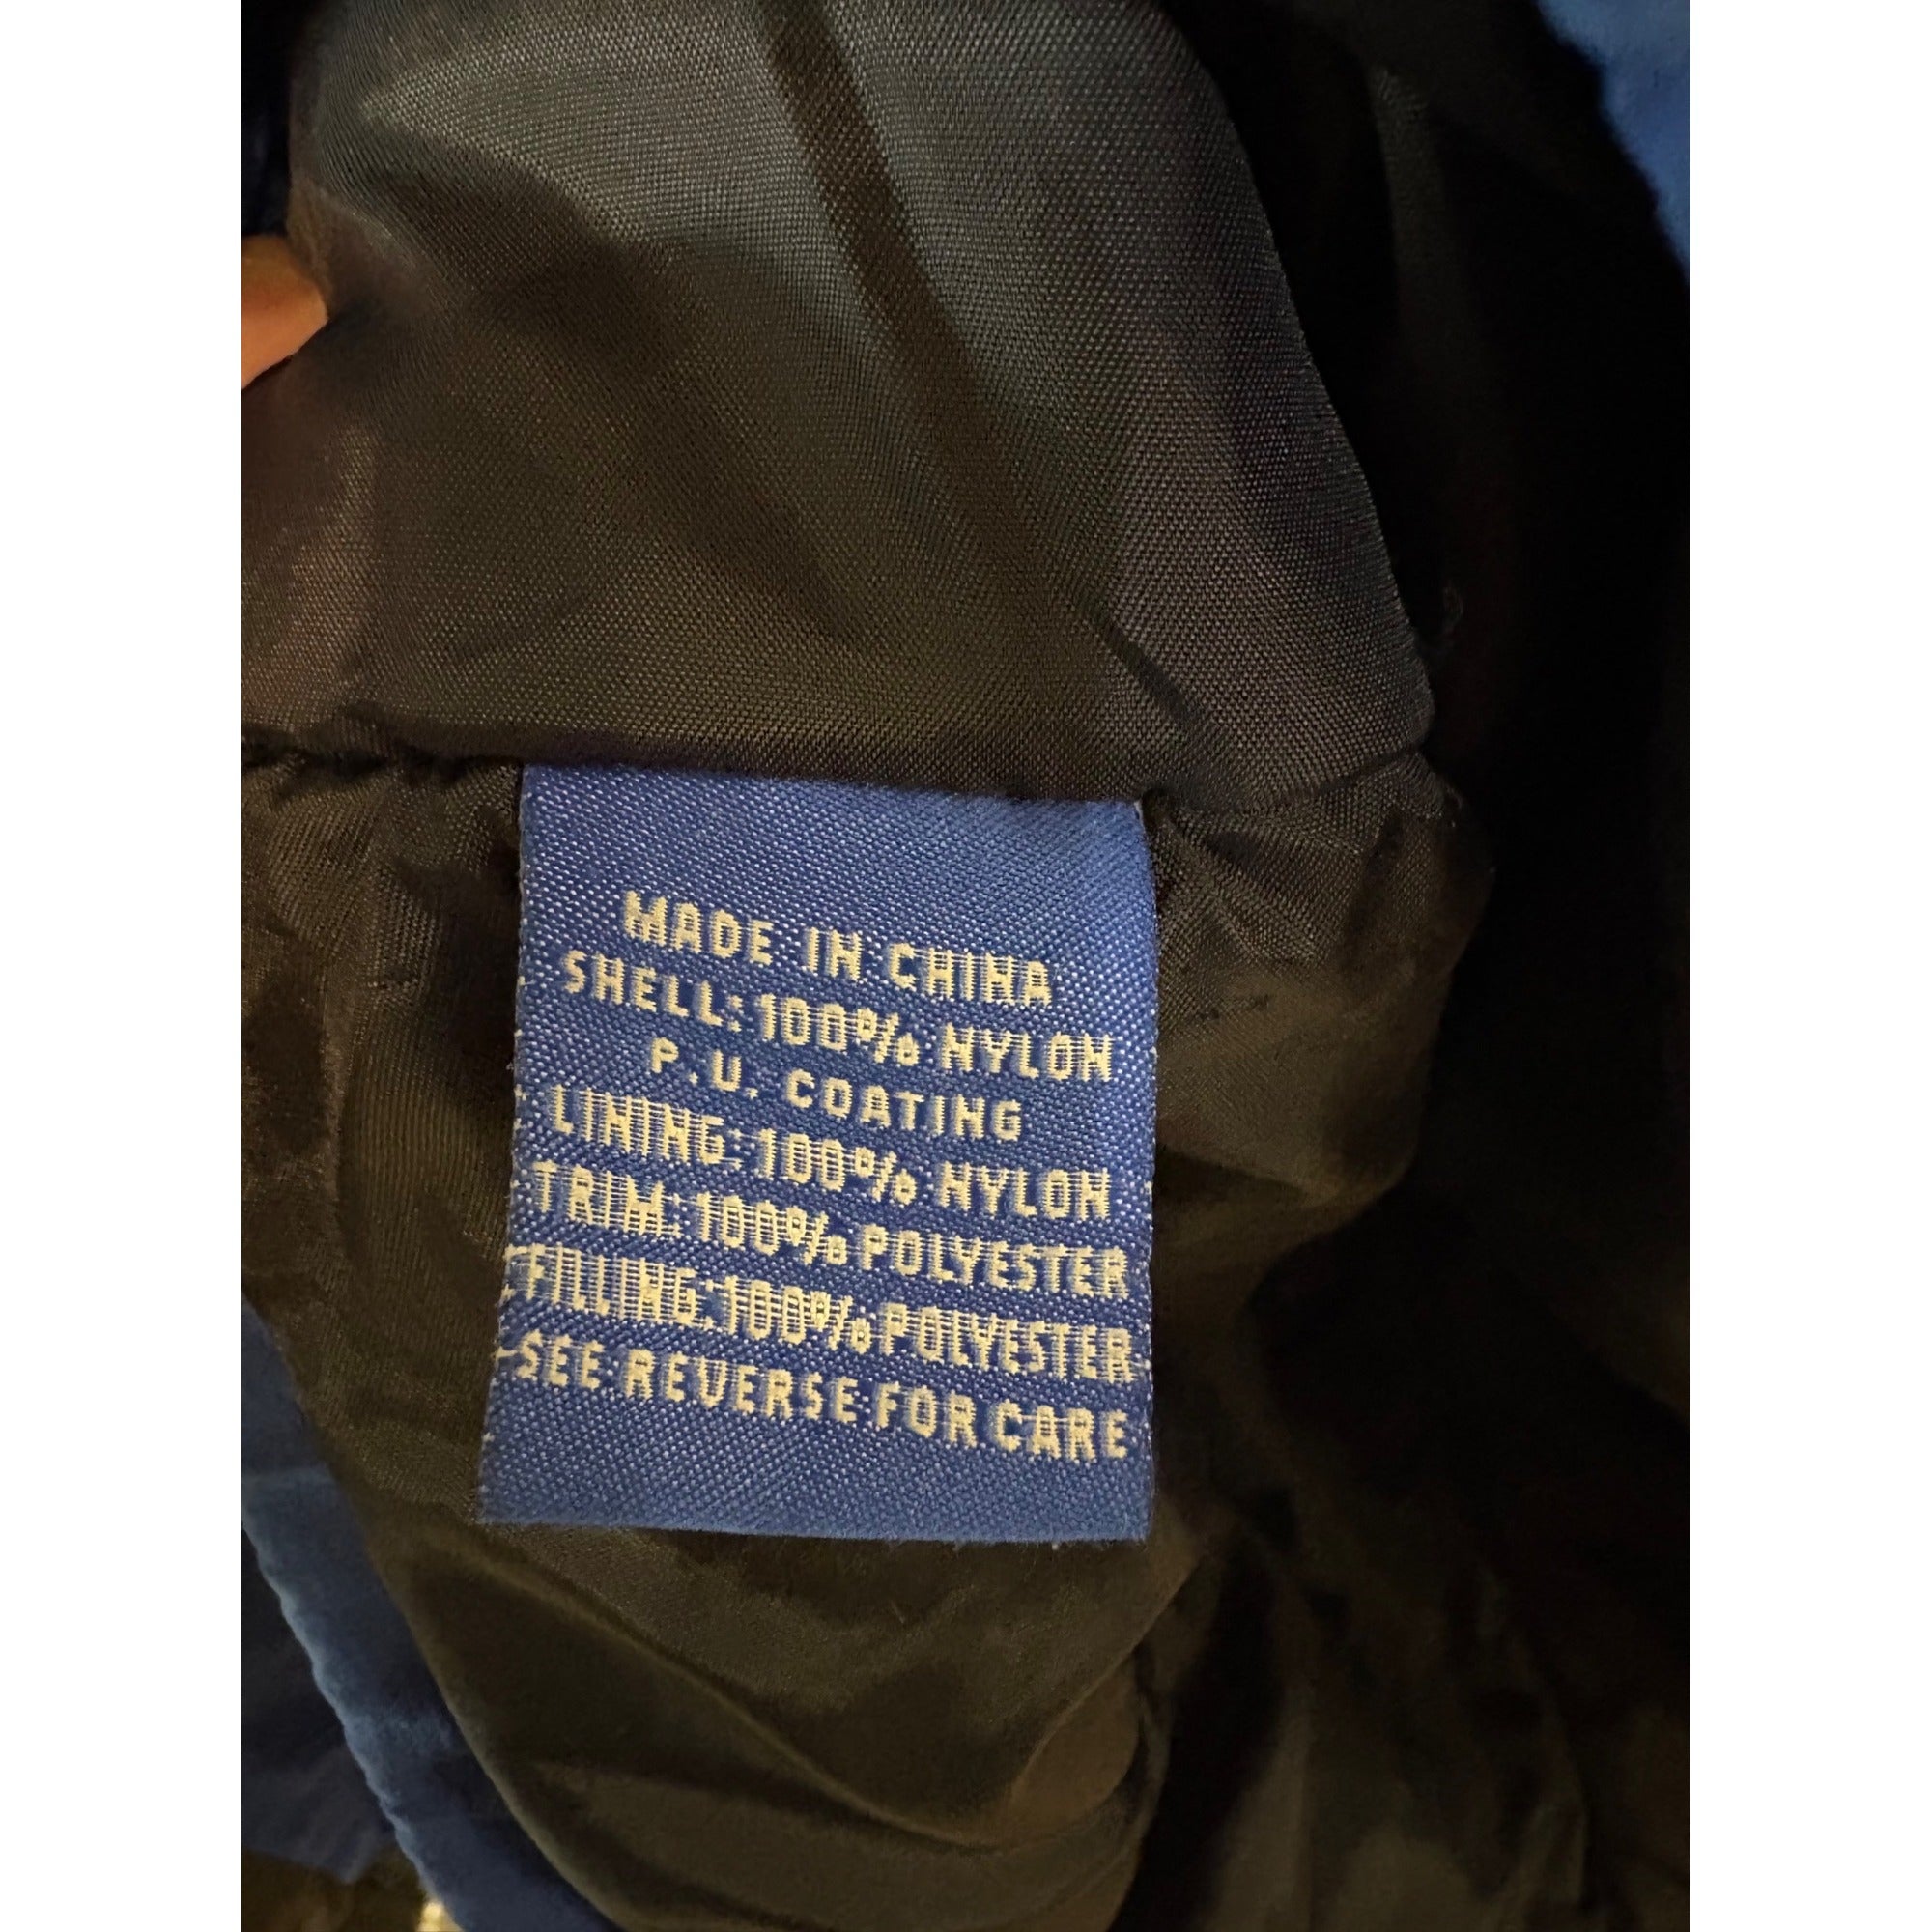 MADE IN CHINA
SHELL: 100% NYLON
P.U. COATING
LINING: 100% NYLON
TRIM: 100% POLYESTER
FILLING: 100% POLYESTER
SEE REVERSE FOR CARE